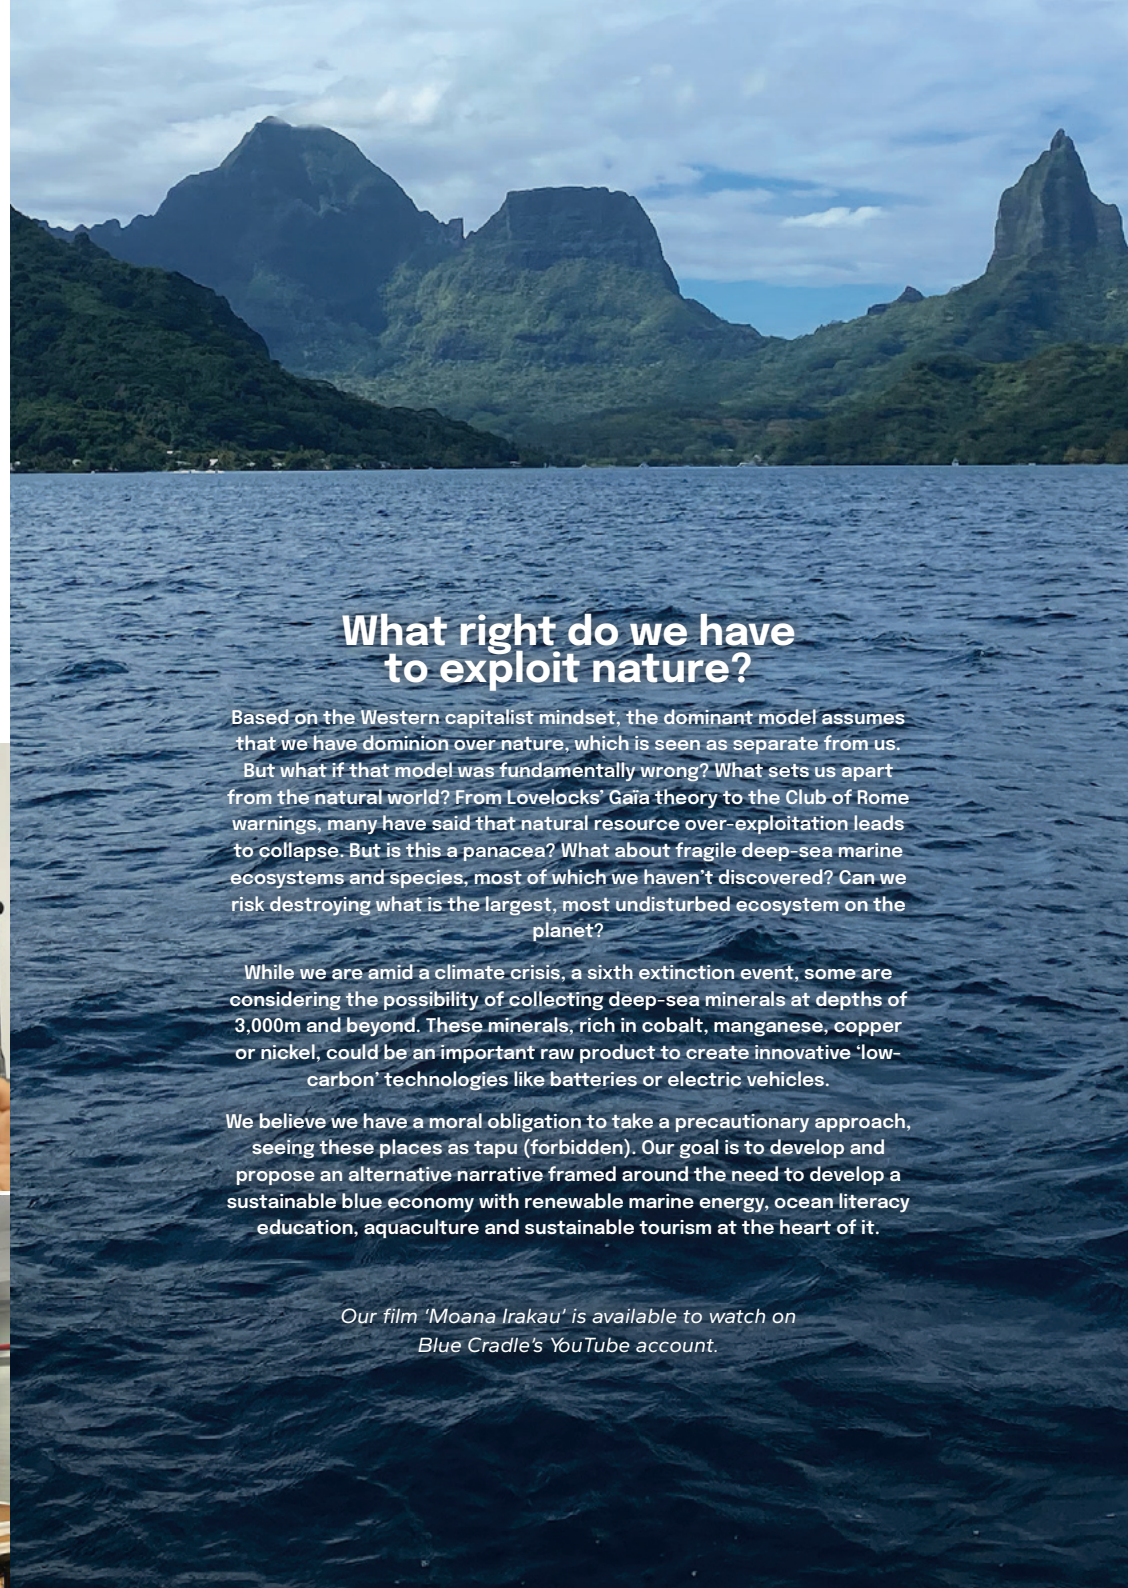 What right do we have
to exploit nature?
Based on the Western capitalist mindset, the dominant model assumes
that we have dominion over nature, which is seen as separate from us.
But what if that model was fundamentally wrong? What sets us apart
from the natural world? From Lovelocks’ Gaïa theory to the Club of Rome
warnings, many have said that natural resource over-exploitation leads
to collapse. But is this a panacea? What about fragile deep-sea marine
ecosystems and species, most of which we haven’t discovered? Can we
risk destroying what is the largest, most undisturbed ecosystem on the
planet?
While we are amid a climate crisis, a sixth extinction event, some are
considering the possibility of collecting deep-sea minerals at depths of
3,000m and beyond. These minerals, rich in cobalt, manganese, copper
or nickel, could be an important raw product to create innovative ‘low-
carbon’ technologies like batteries or electric vehicles.
We believe we have a moral obligation to take a precautionary approach,
seeing these places as tapu (forbidden). Our goal is to develop and
propose an alternative narrative framed around the need to develop a
sustainable blue economy with renewable marine energy, ocean literacy
education, aquaculture and sustainable tourism at the heart of it.
Our film ‘Moana Irakau’ is available to watch on
Blue Cradle’s YouTube account.